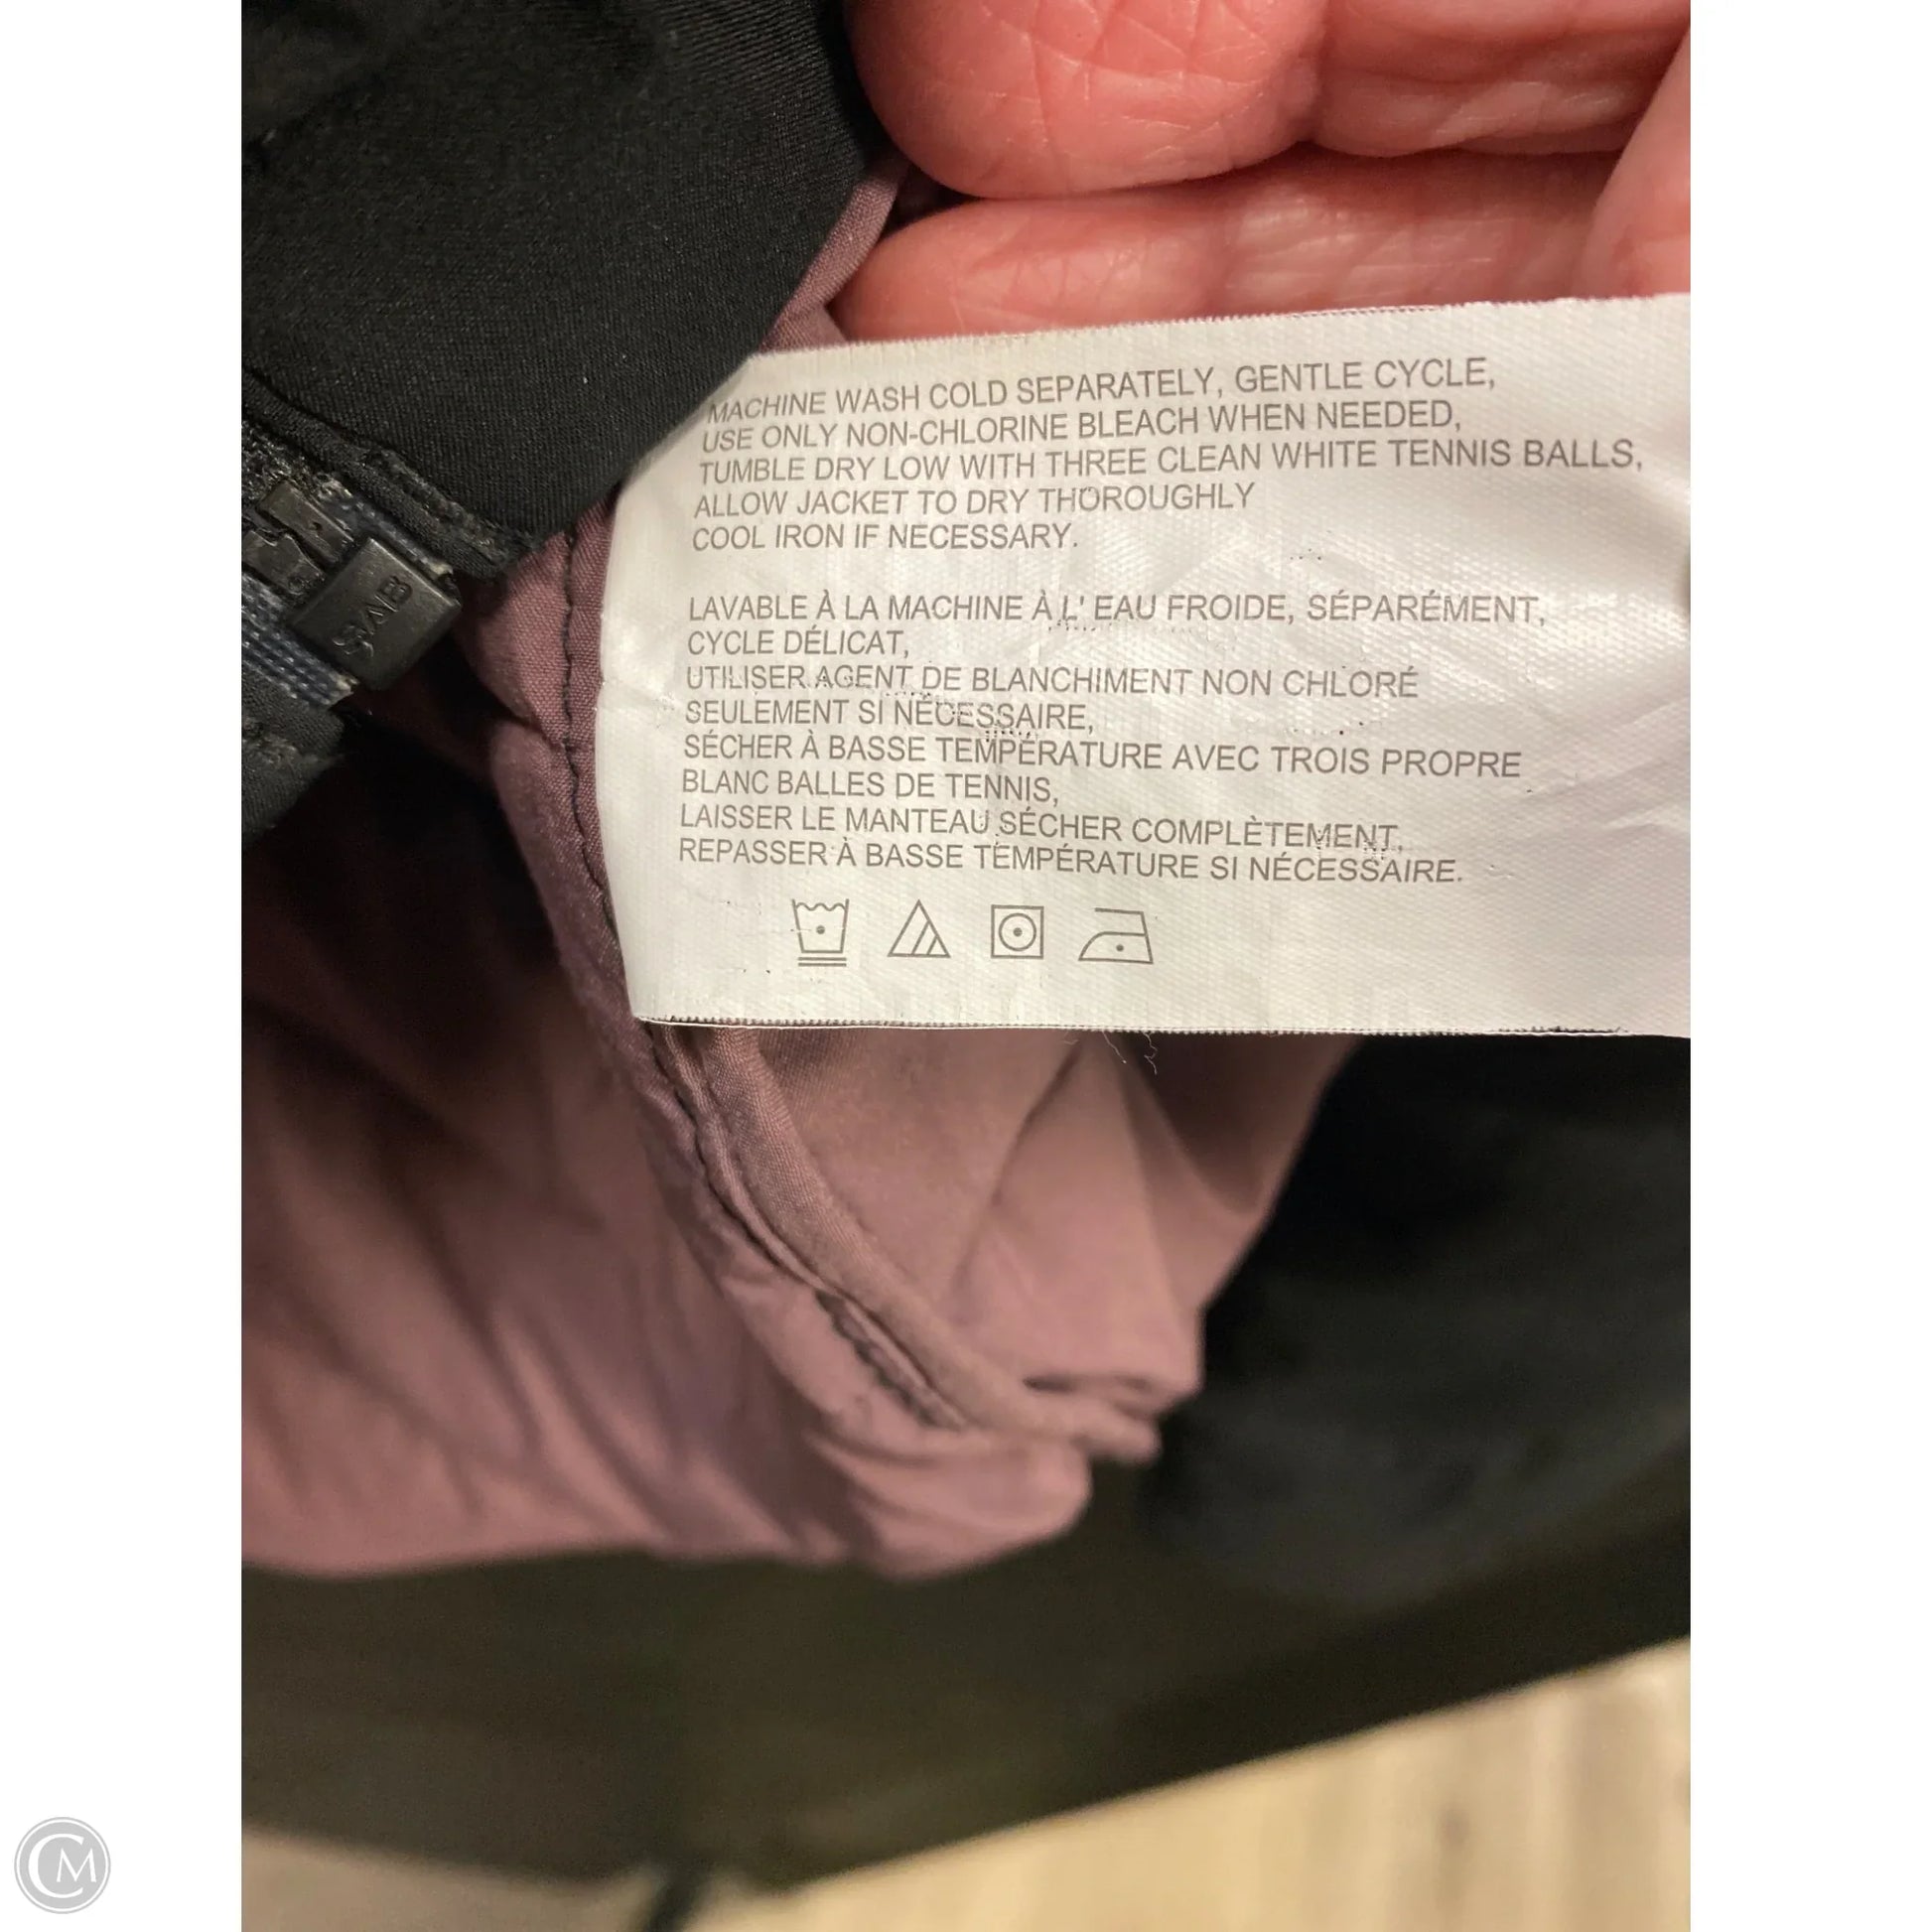 MACHINE WASH COLD SEPARATELY, GENTLE CYCLE,
USE ONLY NON-CHLORINE BLEACH WHEN NEEDED,
TUMBLE DRY LOW WITH THREE CLEAN WHITE TENNIS BALLS,
ALLOW JACKET TO DRY THOROUGHLY
COOL IRON IF NECESSARY.
LAVABLE À LA MACHINE À L' EAU FROIDE, SÉPARÉMENT,
CYCLE DÉLICAT,
UTILISER AGENT DE BLANCHIMENT NON CHLORÉ
SEULEMENT SI NÉCESSAIRE,
SÉCHER À BASSE TEMPÉRATURE AVEC TROIS PROPRE
BLANC BALLES DE TENNIS,
LAISSER LE MANTEAU SÉCHER COMPLÈTEMENT,
REPASSER À BASSE TEMPÉRATURE SI NÉCESSAIRE.
SAB
CM